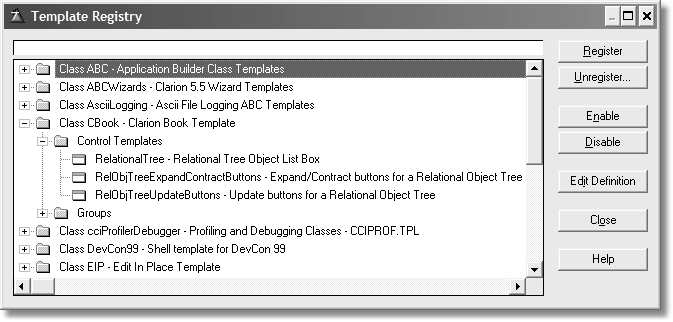 Template Registry
Class ABC - Application Builder Class Templates
Class ABCWizards - Clarion 5.5 Wizard Templates
Class AsciiLogging - Ascii File Logging ABC Templates
Class CBook - Clarion Book Template
Control Templates
RelationalTree - Relational Tree Object List Box
RelObjTreeExpandContractButtons - Expand/Contract buttons for a Relational Object Tree
RelObjTreeUpdateButtons - Update buttons for a Relational Object Tree
Groups
Class cciProfilerDebugger - Profiling and Debugging Classes - CCIPROF.TPL
Class DevCon99 - Shell template for DevCon 99
Class EIP - Edit In Place Template
Register
Unregister...
Enable
Disable
Edit Definition
Close
Help